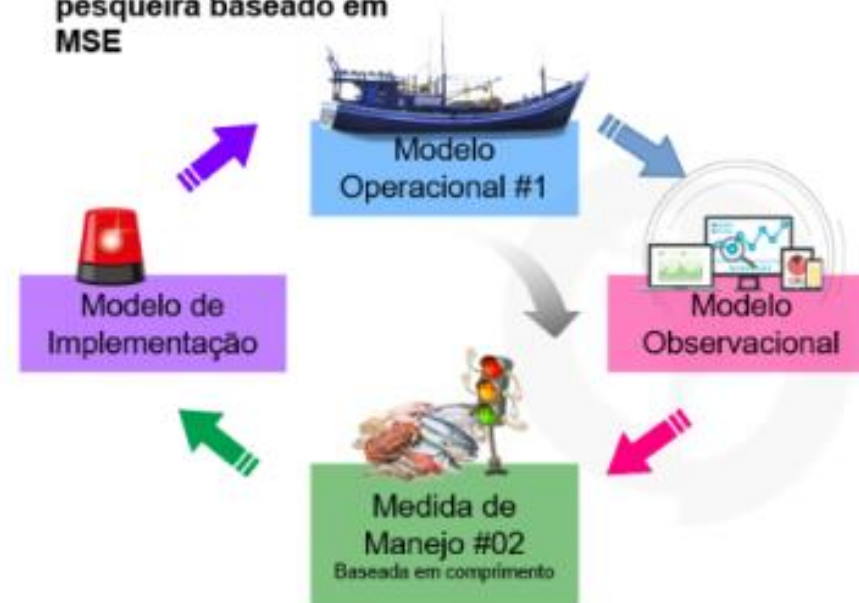 pesqueira baseado em
MSE
Modelo
Operacional #1
Modelo de
Implementação
Modelo
Observacional
Medida de
Manejo #02
Baseada em comprimento